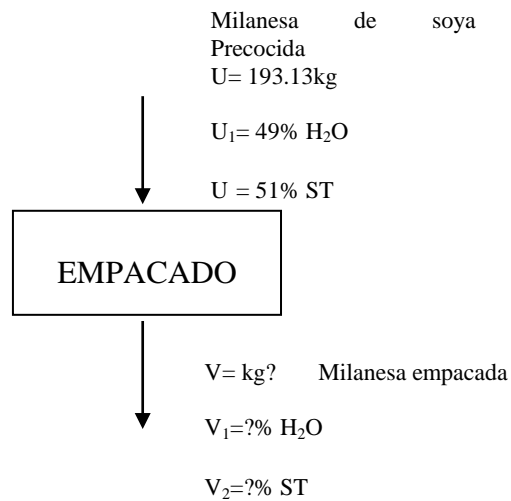 Milanesa de soya
Precocida
U= 193.13kg
U₁= 49% H₂O
U = 51% ST
EMPACADO
V= kg? Milanesa empacada
V₁=?% H₂O
V₂=?% ST